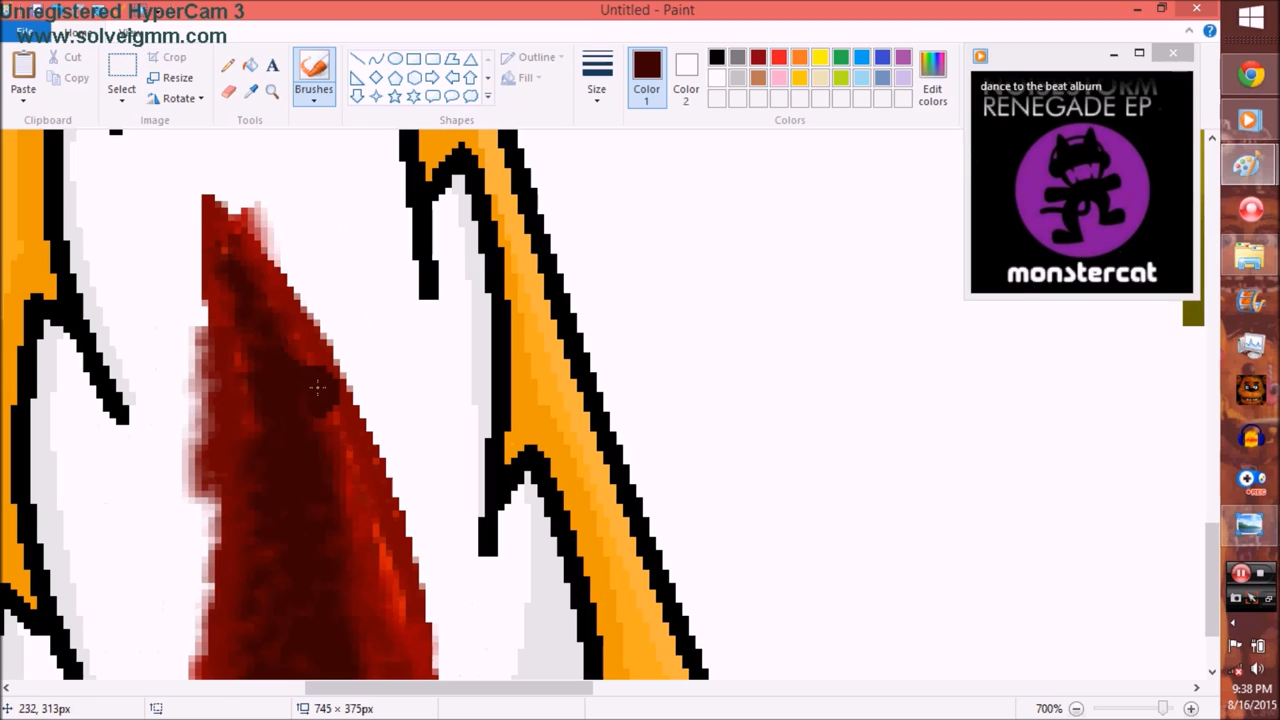 Unregistered HyperCam 3
www.solveigmm.com
Untitled - Paint
File
Paste
Cut
Copy
Clipboard
Select
Crop
Resize
Rotate
Image
Tools
Brushes
Shapes
Outline
Fill
Size
Color 1
Color 2
Edit colors
Colors
dance to the beat album
RENEGADE EP
monstercat
REC
232, 313px
745 × 375px
700%
9:38 PM
8/16/2015